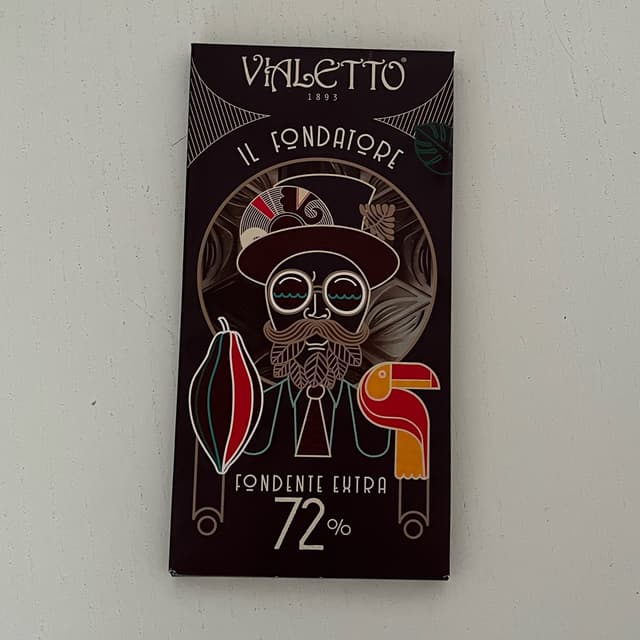 VIALETTO®
1893
IL FONDATORE
FONDENTE EXTRA
72%